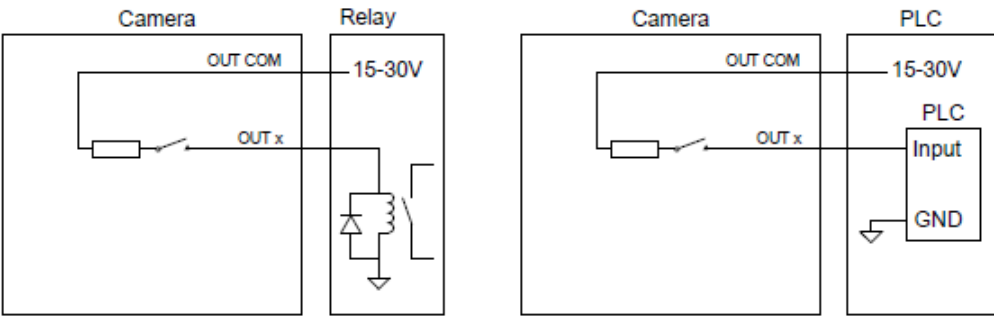 Camera
Relay
OUT COM
15-30V
OUT x
Camera
PLC
OUT COM
15-30V
PLC
OUT x
Input
GND